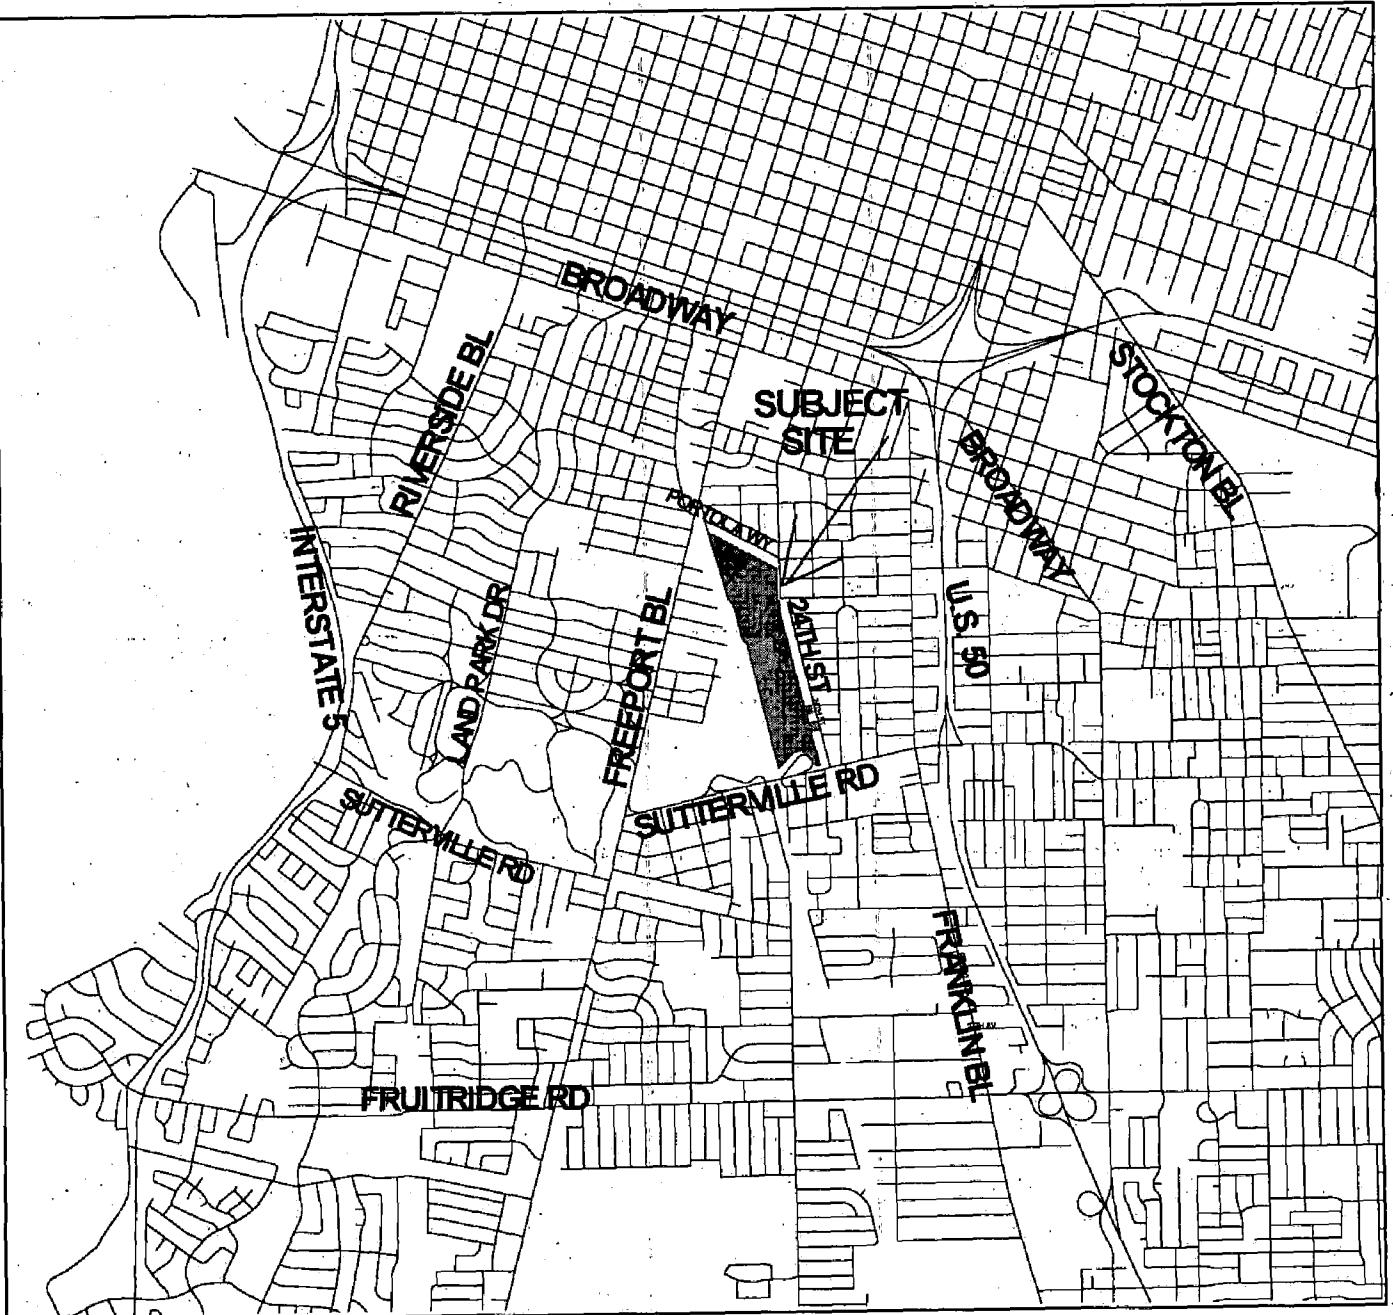 BROADWAY
RIVERSIDE BL
STOCKTON BL
SUBJECT
SITE
BROADWAY
PORTOLA WY
INTERSTATE 5
LAND PARK DR
FREEPORT BL
24TH ST
U.S. 50
SUTTERVILLE RD
SUTTERVILLE RD
FRANKLIN BL
FRUITRIDGE RD